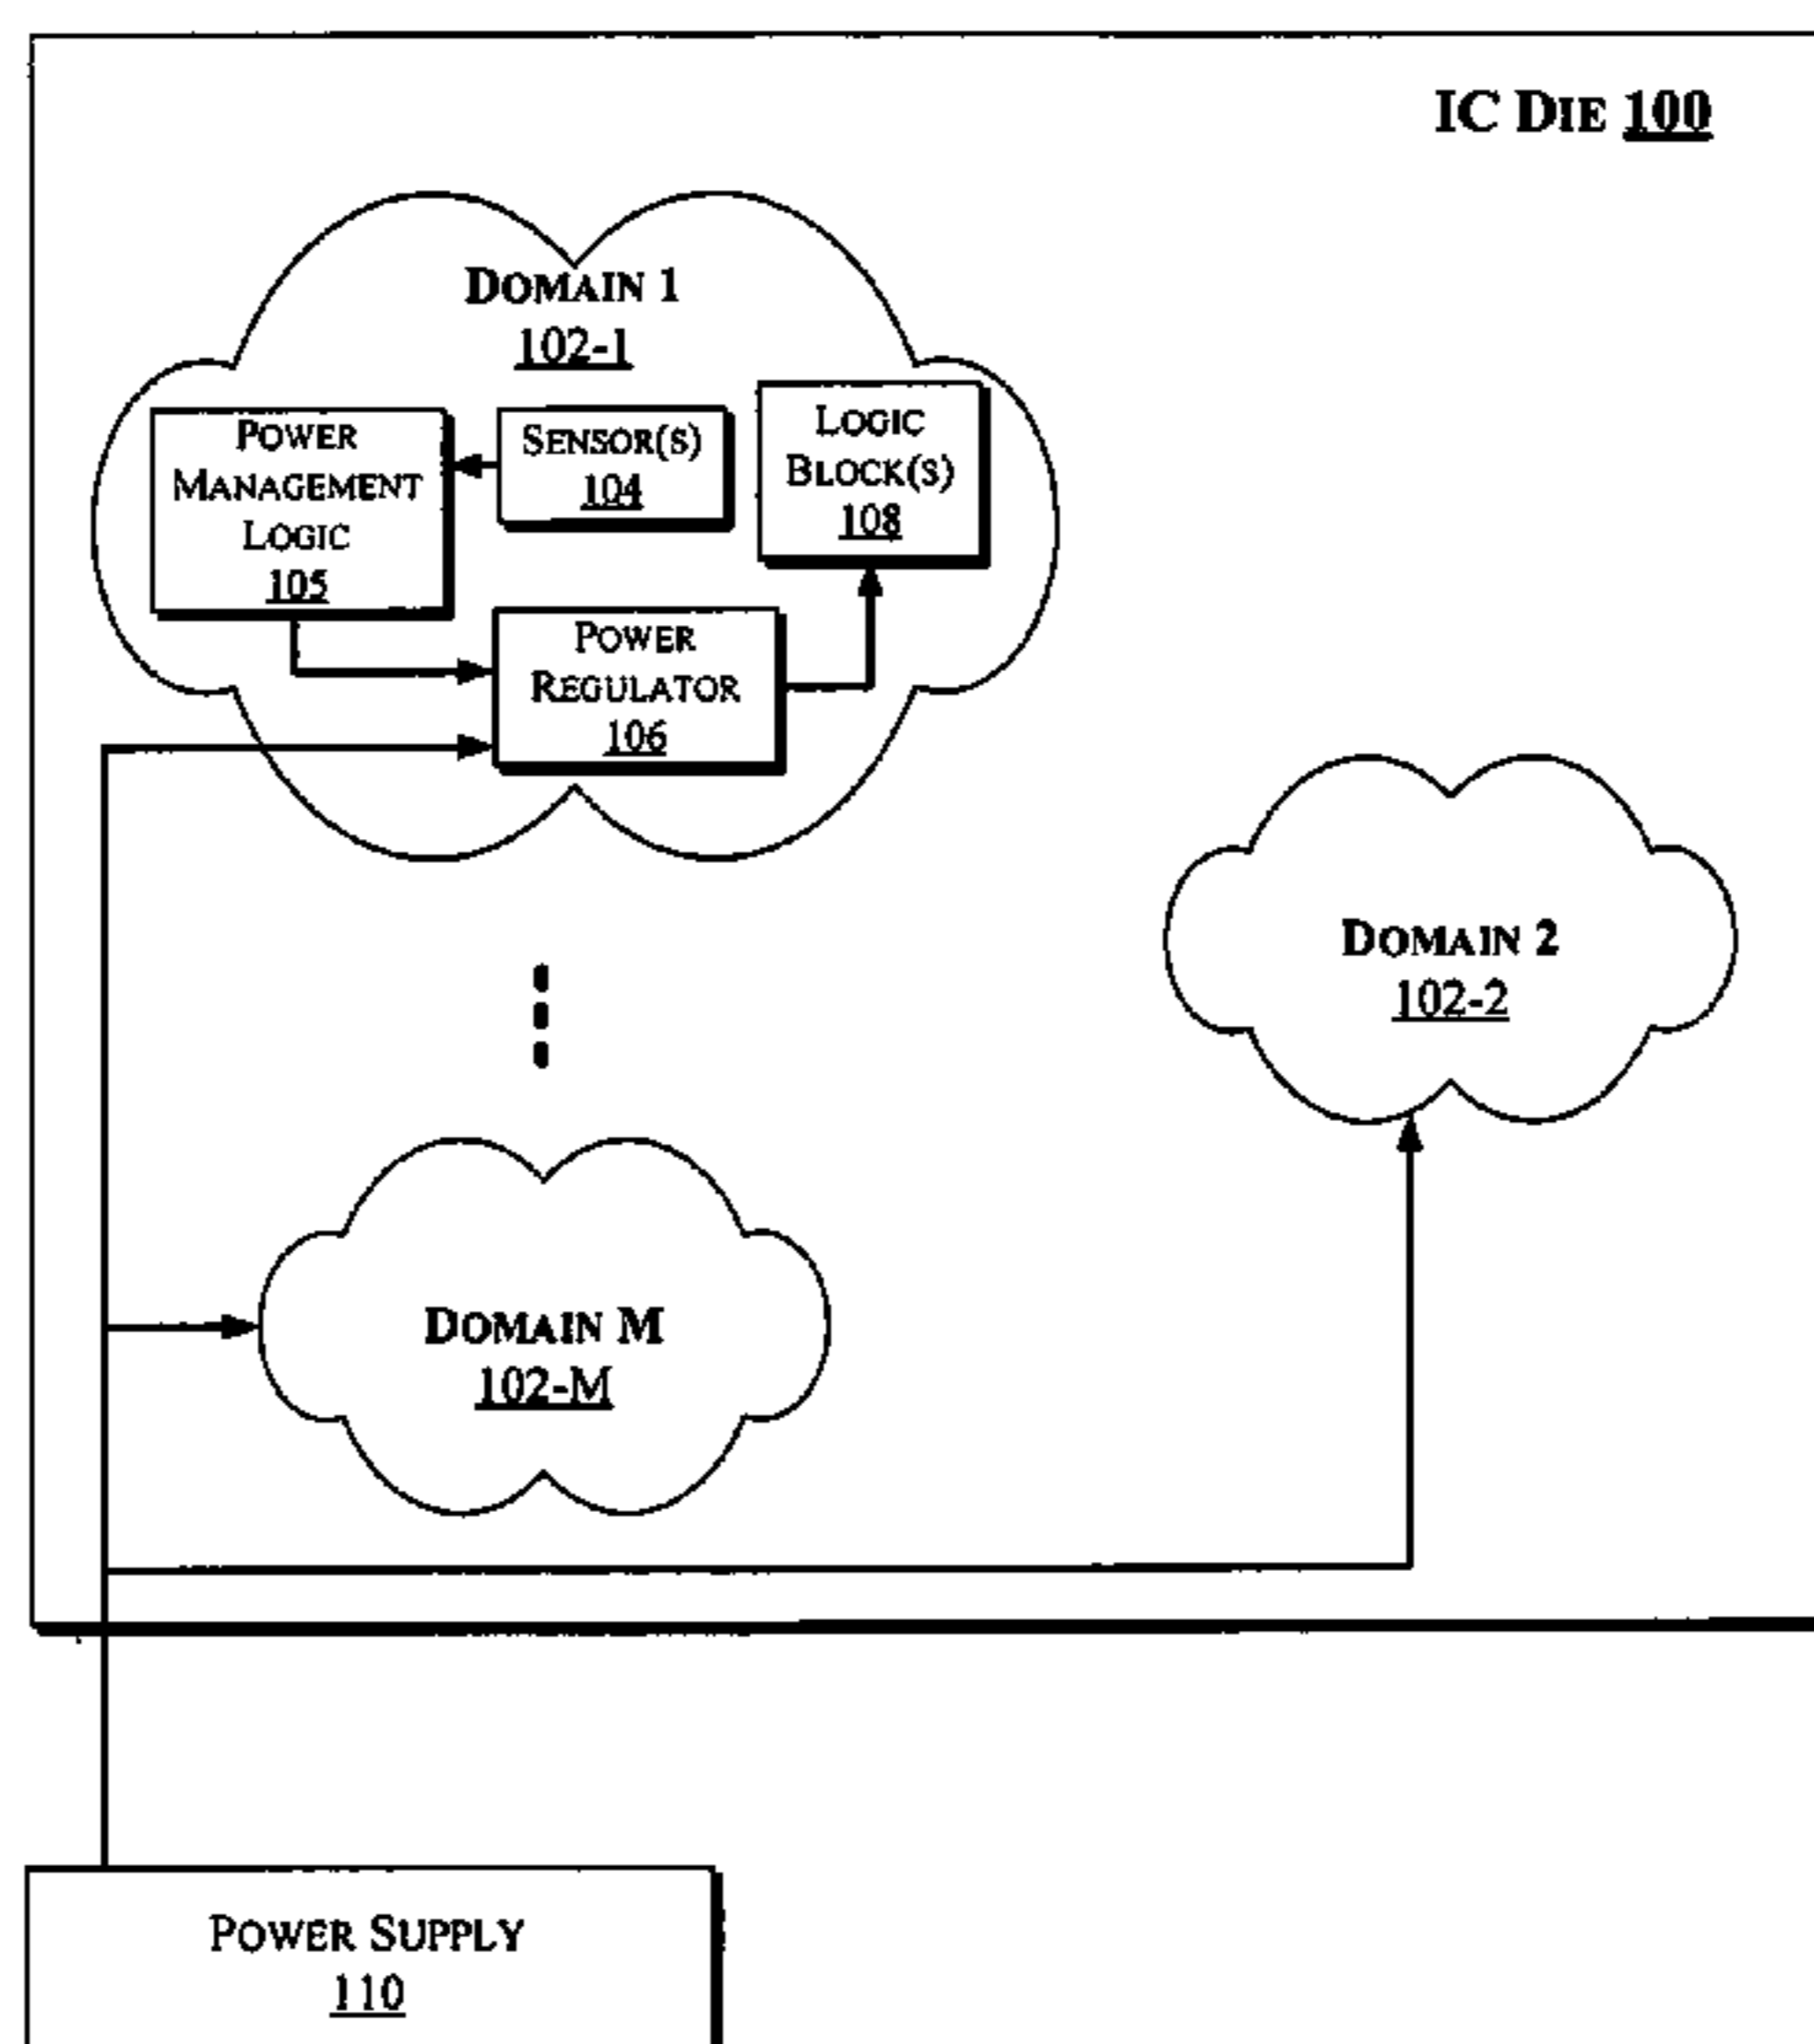 IC DIE 100
DOMAIN 1
102-1
POWER
MANAGEMENT
LOGIC
105
SENSOR(S)
104
LOGIC
BLOCK(S)
108
POWER
REGULATOR
106
DOMAIN 2
102-2
DOMAIN M
102-M
POWER SUPPLY
110